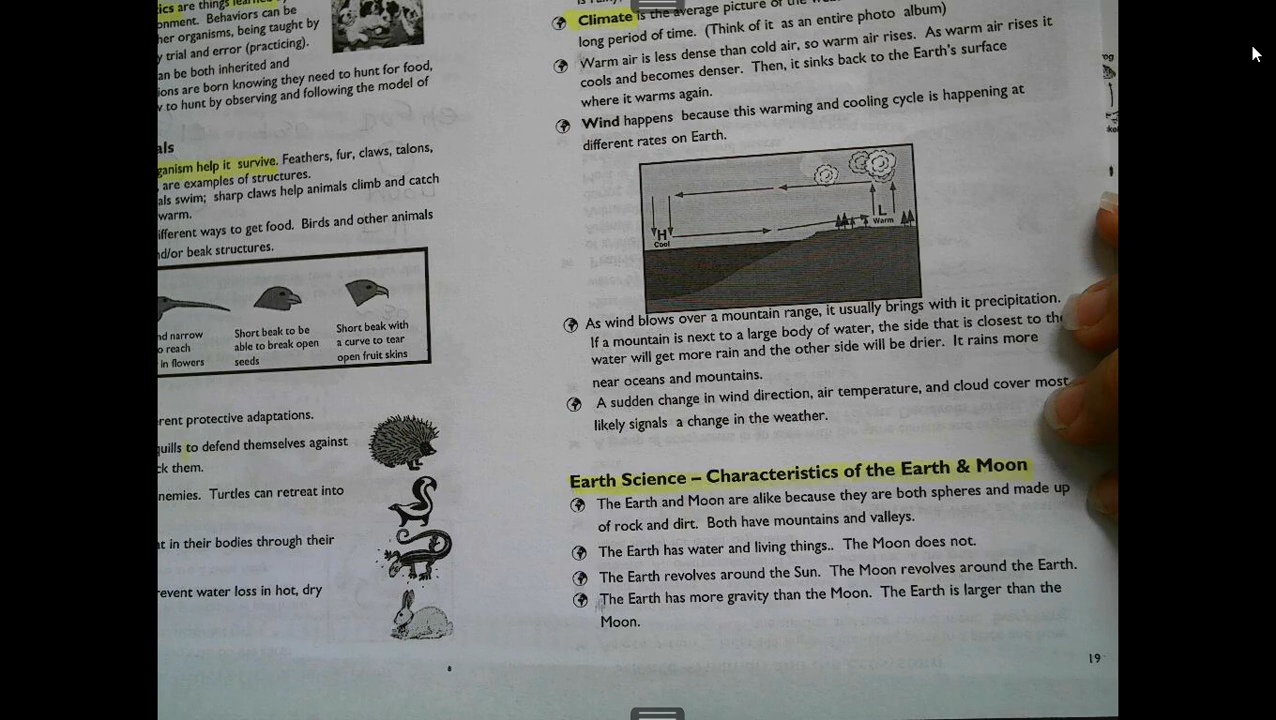 ics are things learned
onment. Behaviors can be
her organisms, being taught by
y trial and error (practicing).
an be both inherited and
ions are born knowing they need to hunt for food,
to hunt by observing and following the model of
als
ganism help it survive. Feathers, fur, claws, talons,
are examples of structures.
als swim; sharp claws help animals climb and catch
warm.
ifferent ways to get food. Birds and other animals
nd/or beak structures.
nd narrow
o reach
in flowers
Short beak to be
able to break open
seeds
Short beak with
a curve to tear
open fruit skins
rent protective adaptations.
quills to defend themselves against
ck them.
nemies. Turtles can retreat into
at in their bodies through their
revent water loss in hot, dry
Climate is the average picture of the
long period of time. (Think of it as an entire photo album)
Warm air is less dense than cold air, so warm air rises. As warm air rises it
cools and becomes denser. Then, it sinks back to the Earth's surface
where it warms again.
Wind happens because this warming and cooling cycle is happening at
different rates on Earth.
H
Cool
L
Warm
As wind blows over a mountain range, it usually brings with it precipitation.
If a mountain is next to a large body of water, the side that is closest to the
water will get more rain and the other side will be drier. It rains more
near oceans and mountains.
A sudden change in wind direction, air temperature, and cloud cover most
likely signals a change in the weather.
Earth Science – Characteristics of the Earth & Moon
The Earth and Moon are alike because they are both spheres and made up
of rock and dirt. Both have mountains and valleys.
The Earth has water and living things.. The Moon does not.
The Earth revolves around the Sun. The Moon revolves around the Earth.
The Earth has more gravity than the Moon. The Earth is larger than the
Moon.
19